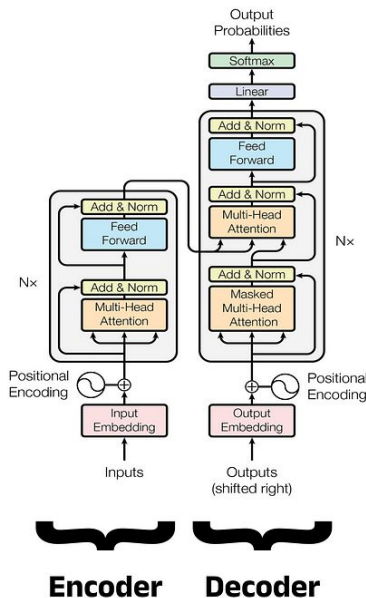 Output
Probabilities
Softmax
Linear
Add & Norm
Feed
Forward
Add & Norm
Multi-Head
Attention
Add & Norm
Masked
Multi-Head
Attention
Nx
Add & Norm
Feed
Forward
Add & Norm
Multi-Head
Attention
Nx
Positional
Encoding
Positional
Encoding
Input
Embedding
Output
Embedding
Inputs
Outputs
(shifted right)
Encoder
Decoder